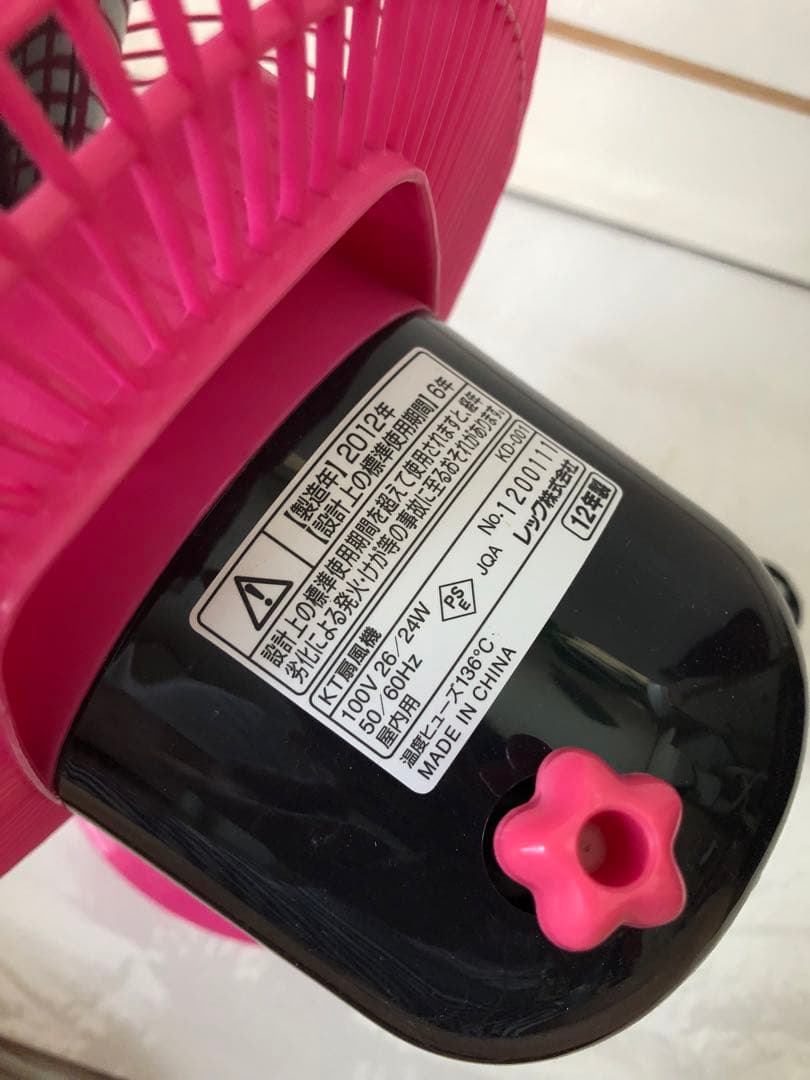 【製造年】2012年
【設計上の標準使用期間】6年
設計上の標準使用期間を超えて使用されますと、経年
劣化による発火・けが等の事故に至るおそれがあります。
KT扇風機
KD-001
100V 26/24W
50/60Hz
PSE
JQA
No.1200111
屋内用
レック株式会社
温度ヒューズ136℃
MADE IN CHINA
12年製